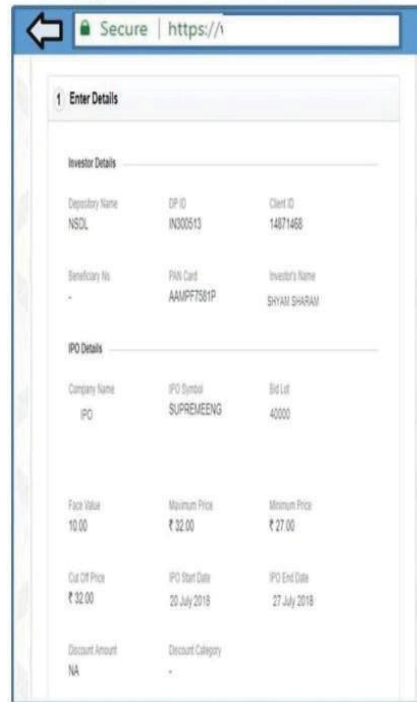 Secure | https://
1 Enter Details
Investor Details
Depository Name DP ID Client ID
NSDL IN300513 14871468
Beneficiary No. PAN Card Investor's Name
- AAMPF7581P SHYAM SHARAM
IPO Details
Company Name IPO Symbol Bid Lot
IPO SUPREMEENG 40000
Face Value Maximum Price Minimum Price
10.00 ₹ 32.00 ₹ 27.00
Cut Off Price IPO Start Date IPO End Date
₹ 32.00 20 July 2018 27 July 2018
Discount Amount Discount Category
NA -